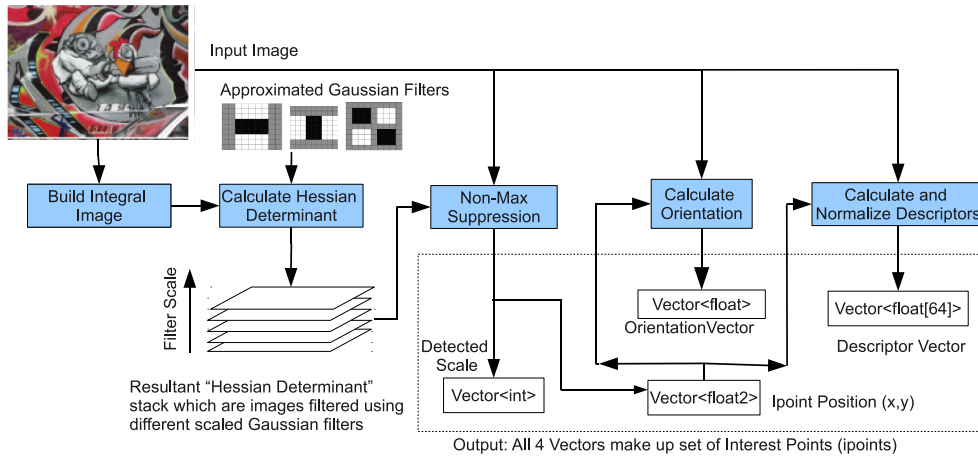 Input Image
Approximated Gaussian Filters
Build Integral
Image
Calculate Hessian
Determinant
Non-Max
Suppression
Calculate
Orientation
Calculate and
Normalize Descriptors
Filter Scale
Vector<float>
OrientationVector
Vector<float[64]>
Descriptor Vector
Detected
Scale
Vector<int>
Vector<float2>
Ipoint Position (x,y)
Resultant “Hessian Determinant”
stack which are images filtered using
different scaled Gaussian filters
Output: All 4 Vectors make up set of Interest Points (ipoints)